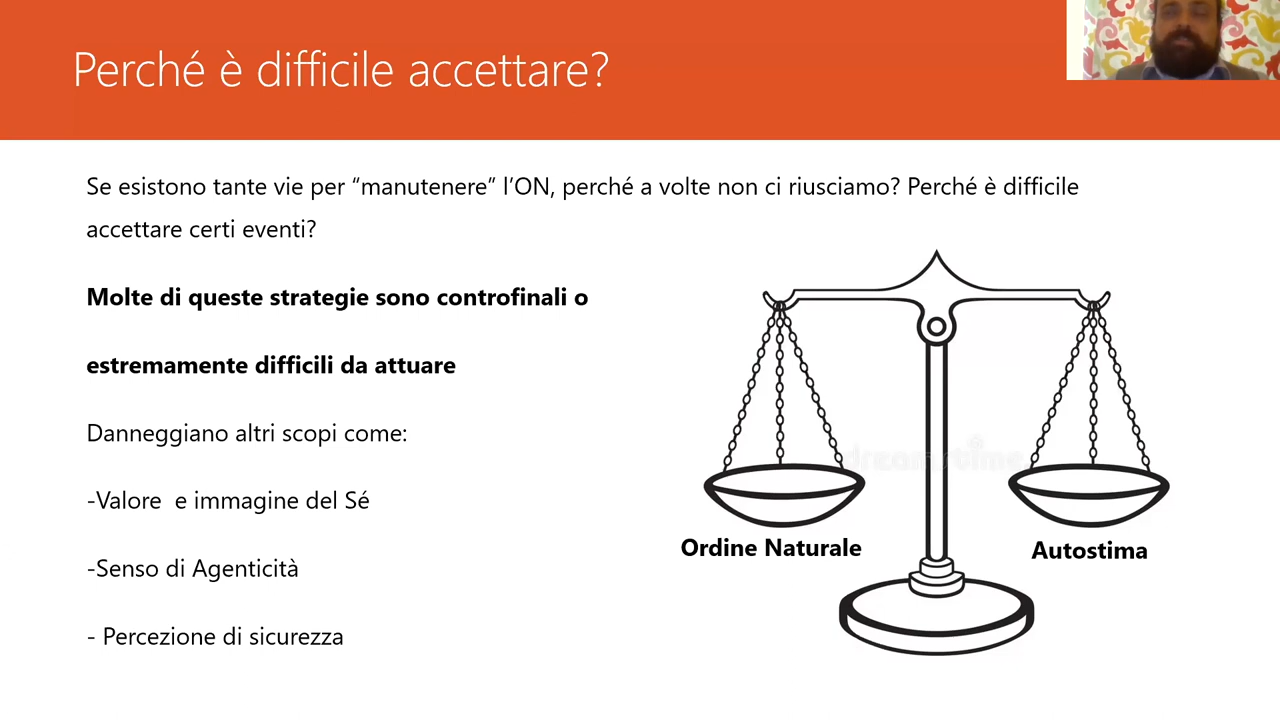 Perché è difficile accettare?
Se esistono tante vie per “manutenere” l’ON, perché a volte non ci riusciamo? Perché è difficile
accettare certi eventi?
Molte di queste strategie sono controfinali o
estremamente difficili da attuare
Danneggiano altri scopi come:
-Valore  e immagine del Sé
-Senso di Agenticità
- Percezione di sicurezza
dreamstime
Ordine Naturale
Autostima